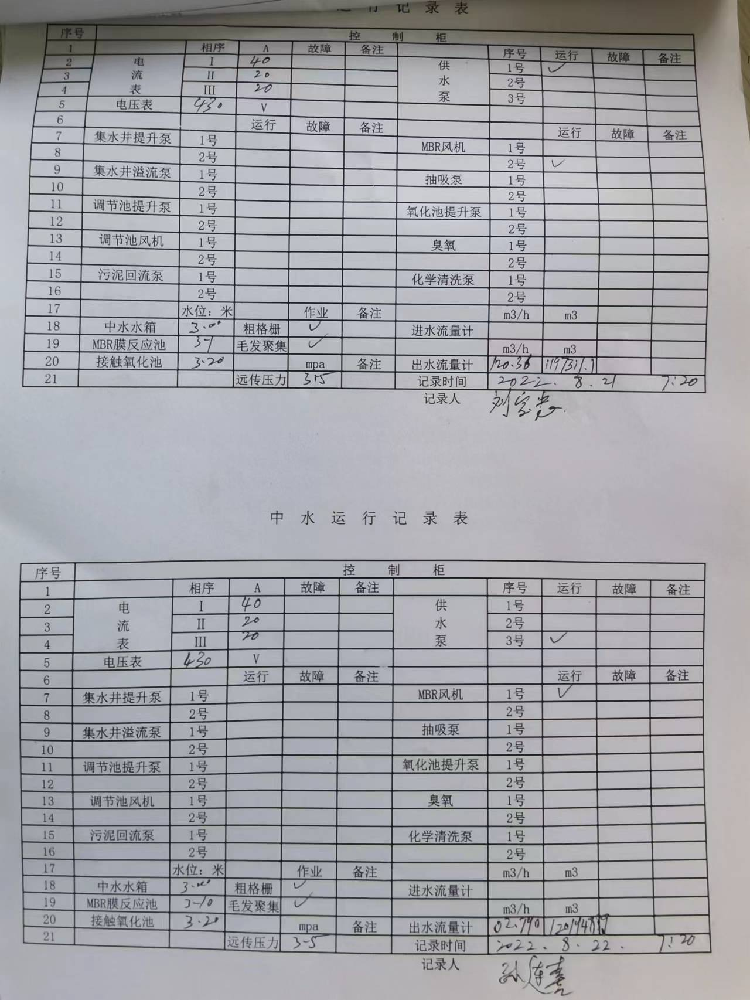 运 行 记 录 表
序号 控 制 柜
1 相序 A 故障 备注 序号 运行 故障 备注
2 电 I 40 供 1号 ✓
3 流 II 20 水 2号
4 表 III 20 泵 3号
5 电压表 430 V
6 运行 故障 备注 运行 故障 备注
7 集水井提升泵 1号 MBR风机 1号
8 2号 2号 ✓
9 集水井溢流泵 1号 抽吸泵 1号
10 2号 2号
11 调节池提升泵 1号 氧化池提升泵 1号
12 2号 2号
13 调节池风机 1号 臭氧 1号
14 2号 2号
15 污泥回流泵 1号 化学清洗泵 1号
16 2号 2号
17 水位：米 作业 备注 m3/h m3
18 中水水箱 3.00 粗格栅 ✓ 进水流量计
19 MBR膜反应池 毛发聚集 ✓ m3/h m3
20 接触氧化池 3.20 mpa 备注 出水流量计 120.36
21 远传压力 记录时间 2022.8.21 7:20
记录人
中 水 运 行 记 录 表
序号 控 制 柜
1 相序 A 故障 备注 序号 运行 故障 备注
2 电 I 40 供 1号
3 流 II 20 水 2号
4 表 III 20 泵 3号 ✓
5 电压表 430 V
6 运行 故障 备注 运行 故障 备注
7 集水井提升泵 1号 MBR风机 1号 ✓
8 2号 2号
9 集水井溢流泵 1号 抽吸泵 1号
10 2号 2号
11 调节池提升泵 1号 氧化池提升泵 1号
12 2号 2号
13 调节池风机 1号 臭氧 1号
14 2号 2号
15 污泥回流泵 1号 化学清洗泵 1号
16 2号 2号
17 水位：米 作业 备注 m3/h m3
18 中水水箱 3.00 粗格栅 ✓ 进水流量计
19 MBR膜反应池 3-10 毛发聚集 ✓ m3/h m3
20 接触氧化池 3.20 mpa 备注 出水流量计
21 远传压力 3-5 记录时间 2022.8.22. 7:20
记录人 孙连喜